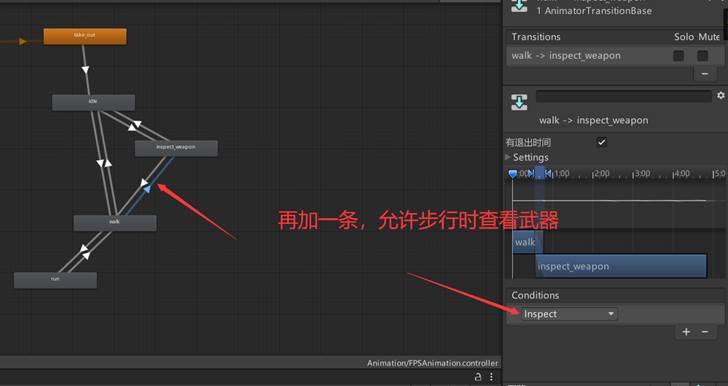 1 AnimatorTransitionBase
take_out
Transitions
Solo Mute
walk -> inspect_weapon
idle
walk -> inspect_weapon
inspect_weapon
有退出时间
Settings
0:00
1:00
2:00
3:00
4:00
5:0
再加一条，允许步行时查看武器
walk
walk
inspect_weapon
run
Conditions
Inspect
Animation/FPSAnimation.controller